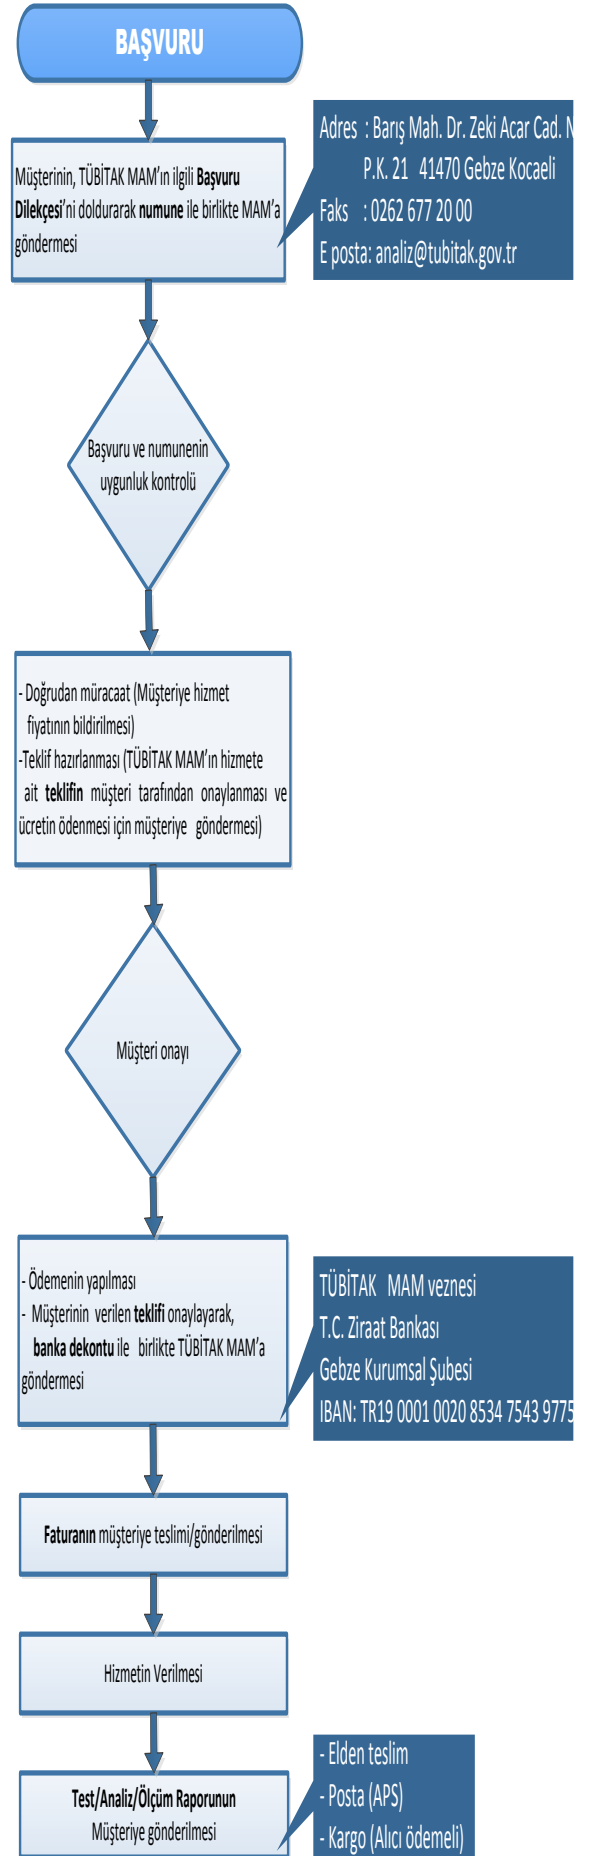 BAŞVURU
Müşterinin, TÜBİTAK MAM'ın ilgili Başvuru
Dilekçesi'ni doldurarak numune ile birlikte MAM'a
göndermesi
Adres : Barış Mah. Dr. Zeki Acar Cad.
P.K. 21 41470 Gebze Kocaeli
Faks : 0262 677 20 00
E posta: analiz@tubitak.gov.tr
Başvuru ve numunenin
uygunluk kontrolü
- Doğrudan müracaat (Müşteriye hizmet
fiyatının bildirilmesi)
-Teklif hazırlanması (TÜBİTAK MAM'ın hizmete
ait teklifin müşteri tarafından onaylanması ve
ücretin ödenmesi için müşteriye göndermesi)
Müşteri onayı
- Ödemenin yapılması
- Müşterinin verilen teklifi onaylayarak,
banka dekontu ile birlikte TÜBİTAK MAM'a
göndermesi
TÜBİTAK MAM veznesi
T.C. Ziraat Bankası
Gebze Kurumsal Şubesi
IBAN: TR19 0001 0020 8534 7543 9775
Faturanın müşteriye teslimi/gönderilmesi
Hizmetin Verilmesi
Test/Analiz/Ölçüm Raporunun
Müşteriye gönderilmesi
- Elden teslim
- Posta (APS)
- Kargo (Alıcı ödemeli)